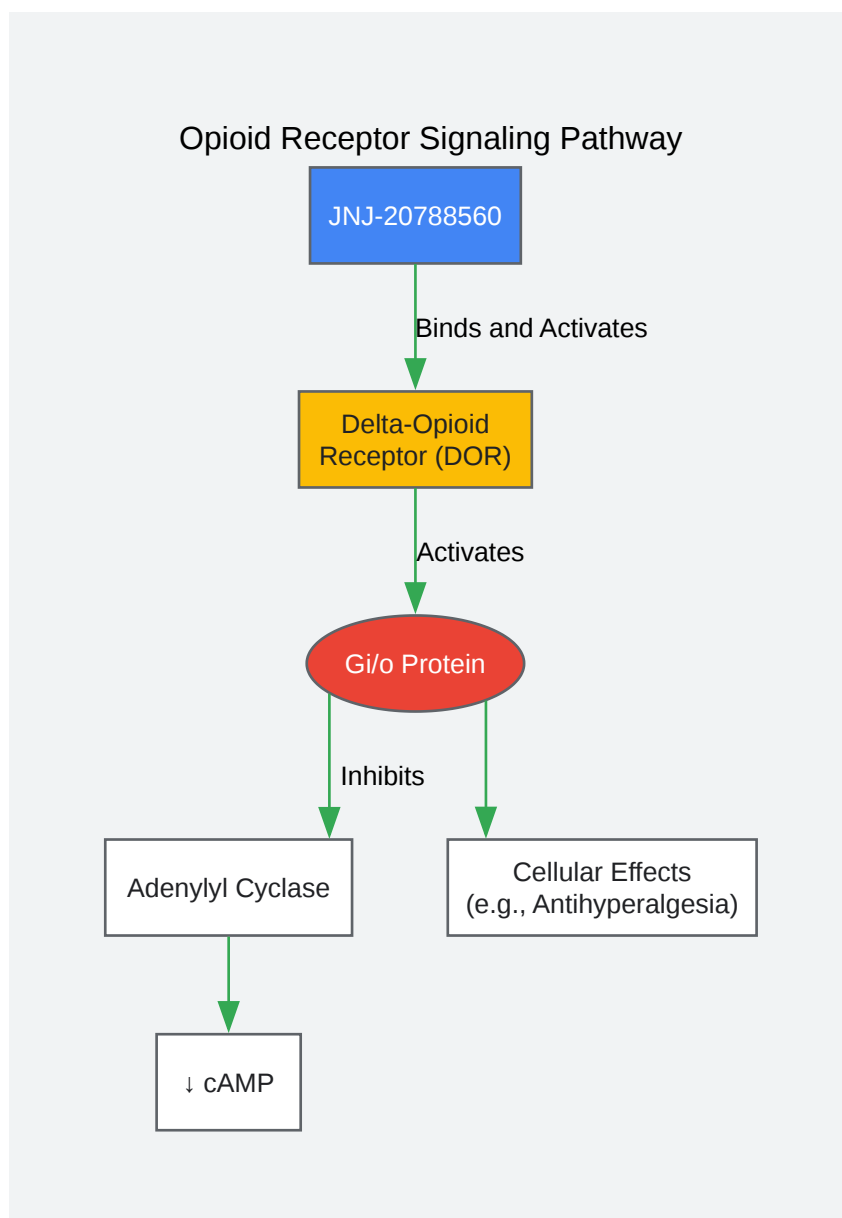 Opioid Receptor Signaling Pathway
JNJ-20788560
Binds and Activates
Delta-Opioid
Receptor (DOR)
Activates
Gi/o Protein
Inhibits
Adenylyl Cyclase
Cellular Effects
(e.g., Antihyperalgesia)
↓ cAMP